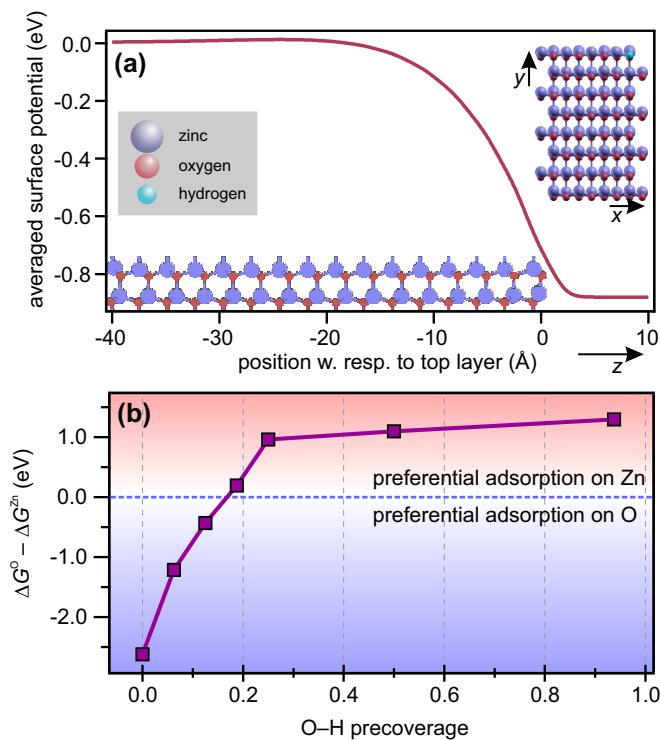 averaged surface potential (eV)
0.0
-0.2
-0.4
-0.6
-0.8
(a)
zinc
oxygen
hydrogen
y
x
-40
-30
-20
-10
0
10
position w. resp. to top layer (Å)
z
(b)
ΔG^O − ΔG^Zn (eV)
1.0
0.0
-1.0
-2.0
preferential adsorption on Zn
preferential adsorption on O
0.0
0.2
0.4
0.6
0.8
1.0
O–H precoverage